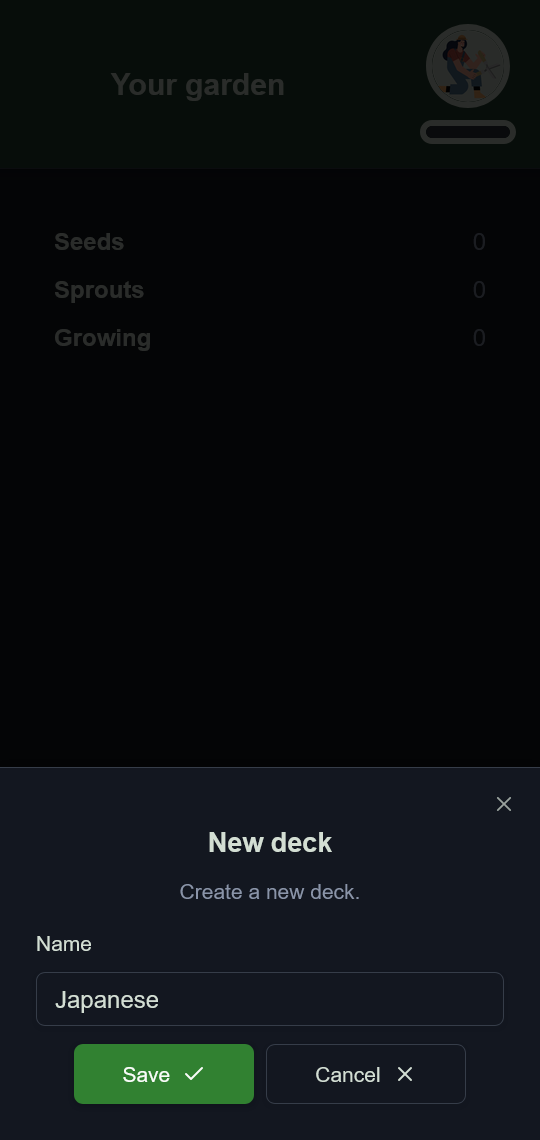 Your garden
Seeds 0
Sprouts 0
Growing 0
New deck
Create a new deck.
Name
Japanese
Save
Cancel